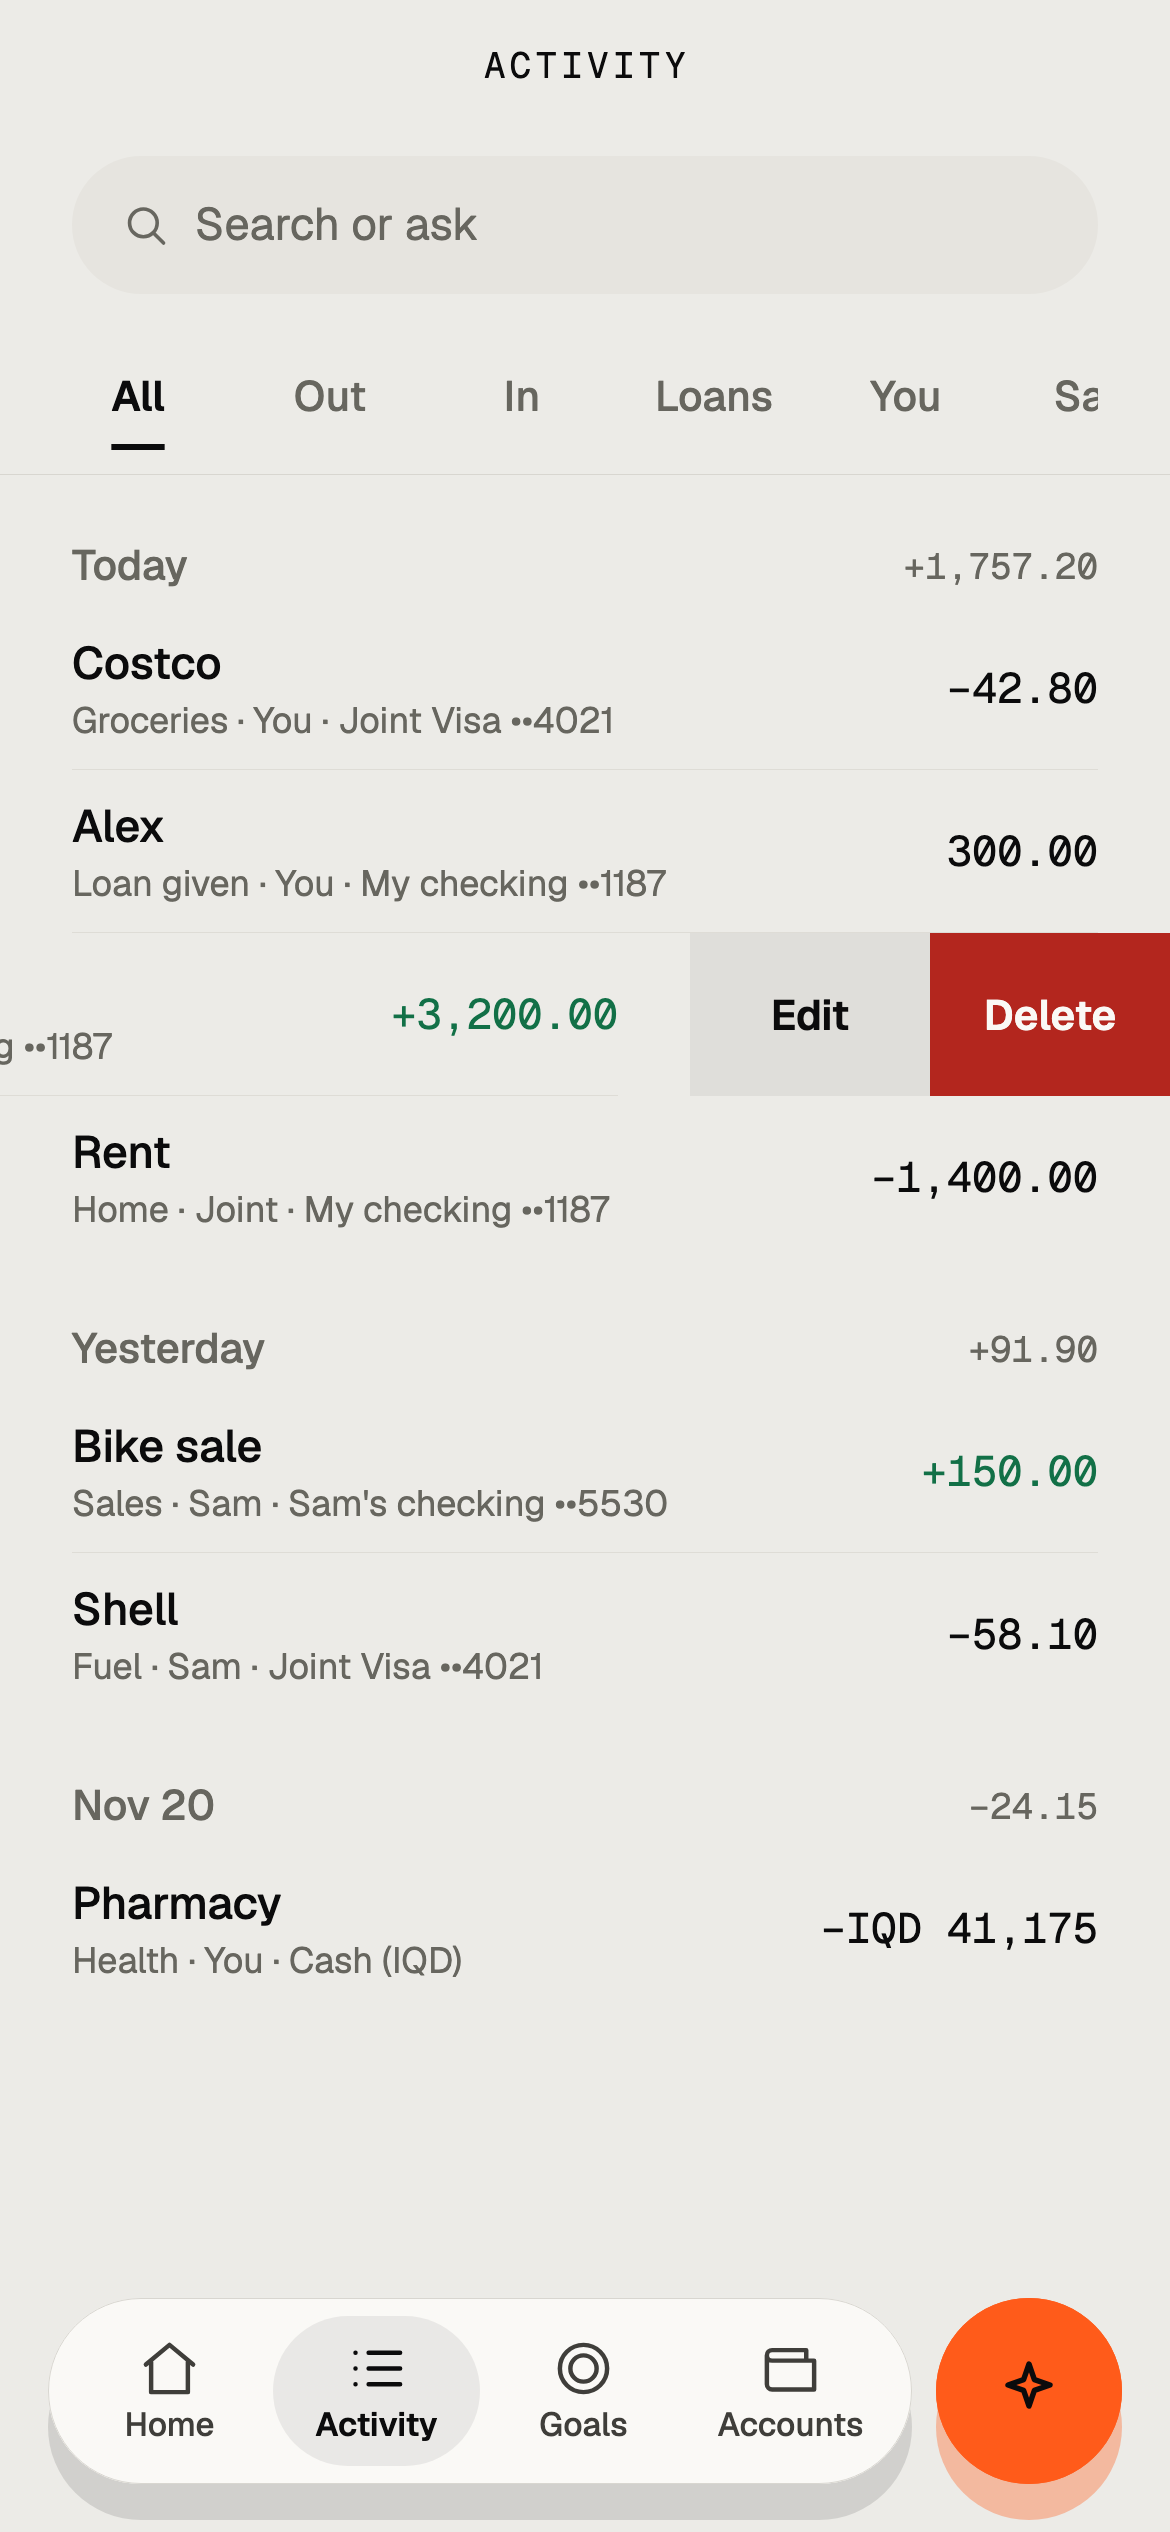 ACTIVITY
Search or ask
All Out In Loans You Sa
Today +1,757.20
Costco
−42.80
Groceries · You · Joint Visa ••4021
Alex
300.00
Loan given · You · My checking ••1187
+3,200.00 Edit Delete
g ••1187
Rent
−1,400.00
Home · Joint · My checking ••1187
Yesterday +91.90
Bike sale
+150.00
Sales · Sam · Sam's checking ••5530
Shell
−58.10
Fuel · Sam · Joint Visa ••4021
Nov 20 −24.15
Pharmacy
−IQD 41,175
Health · You · Cash (IQD)
Home Activity Goals Accounts